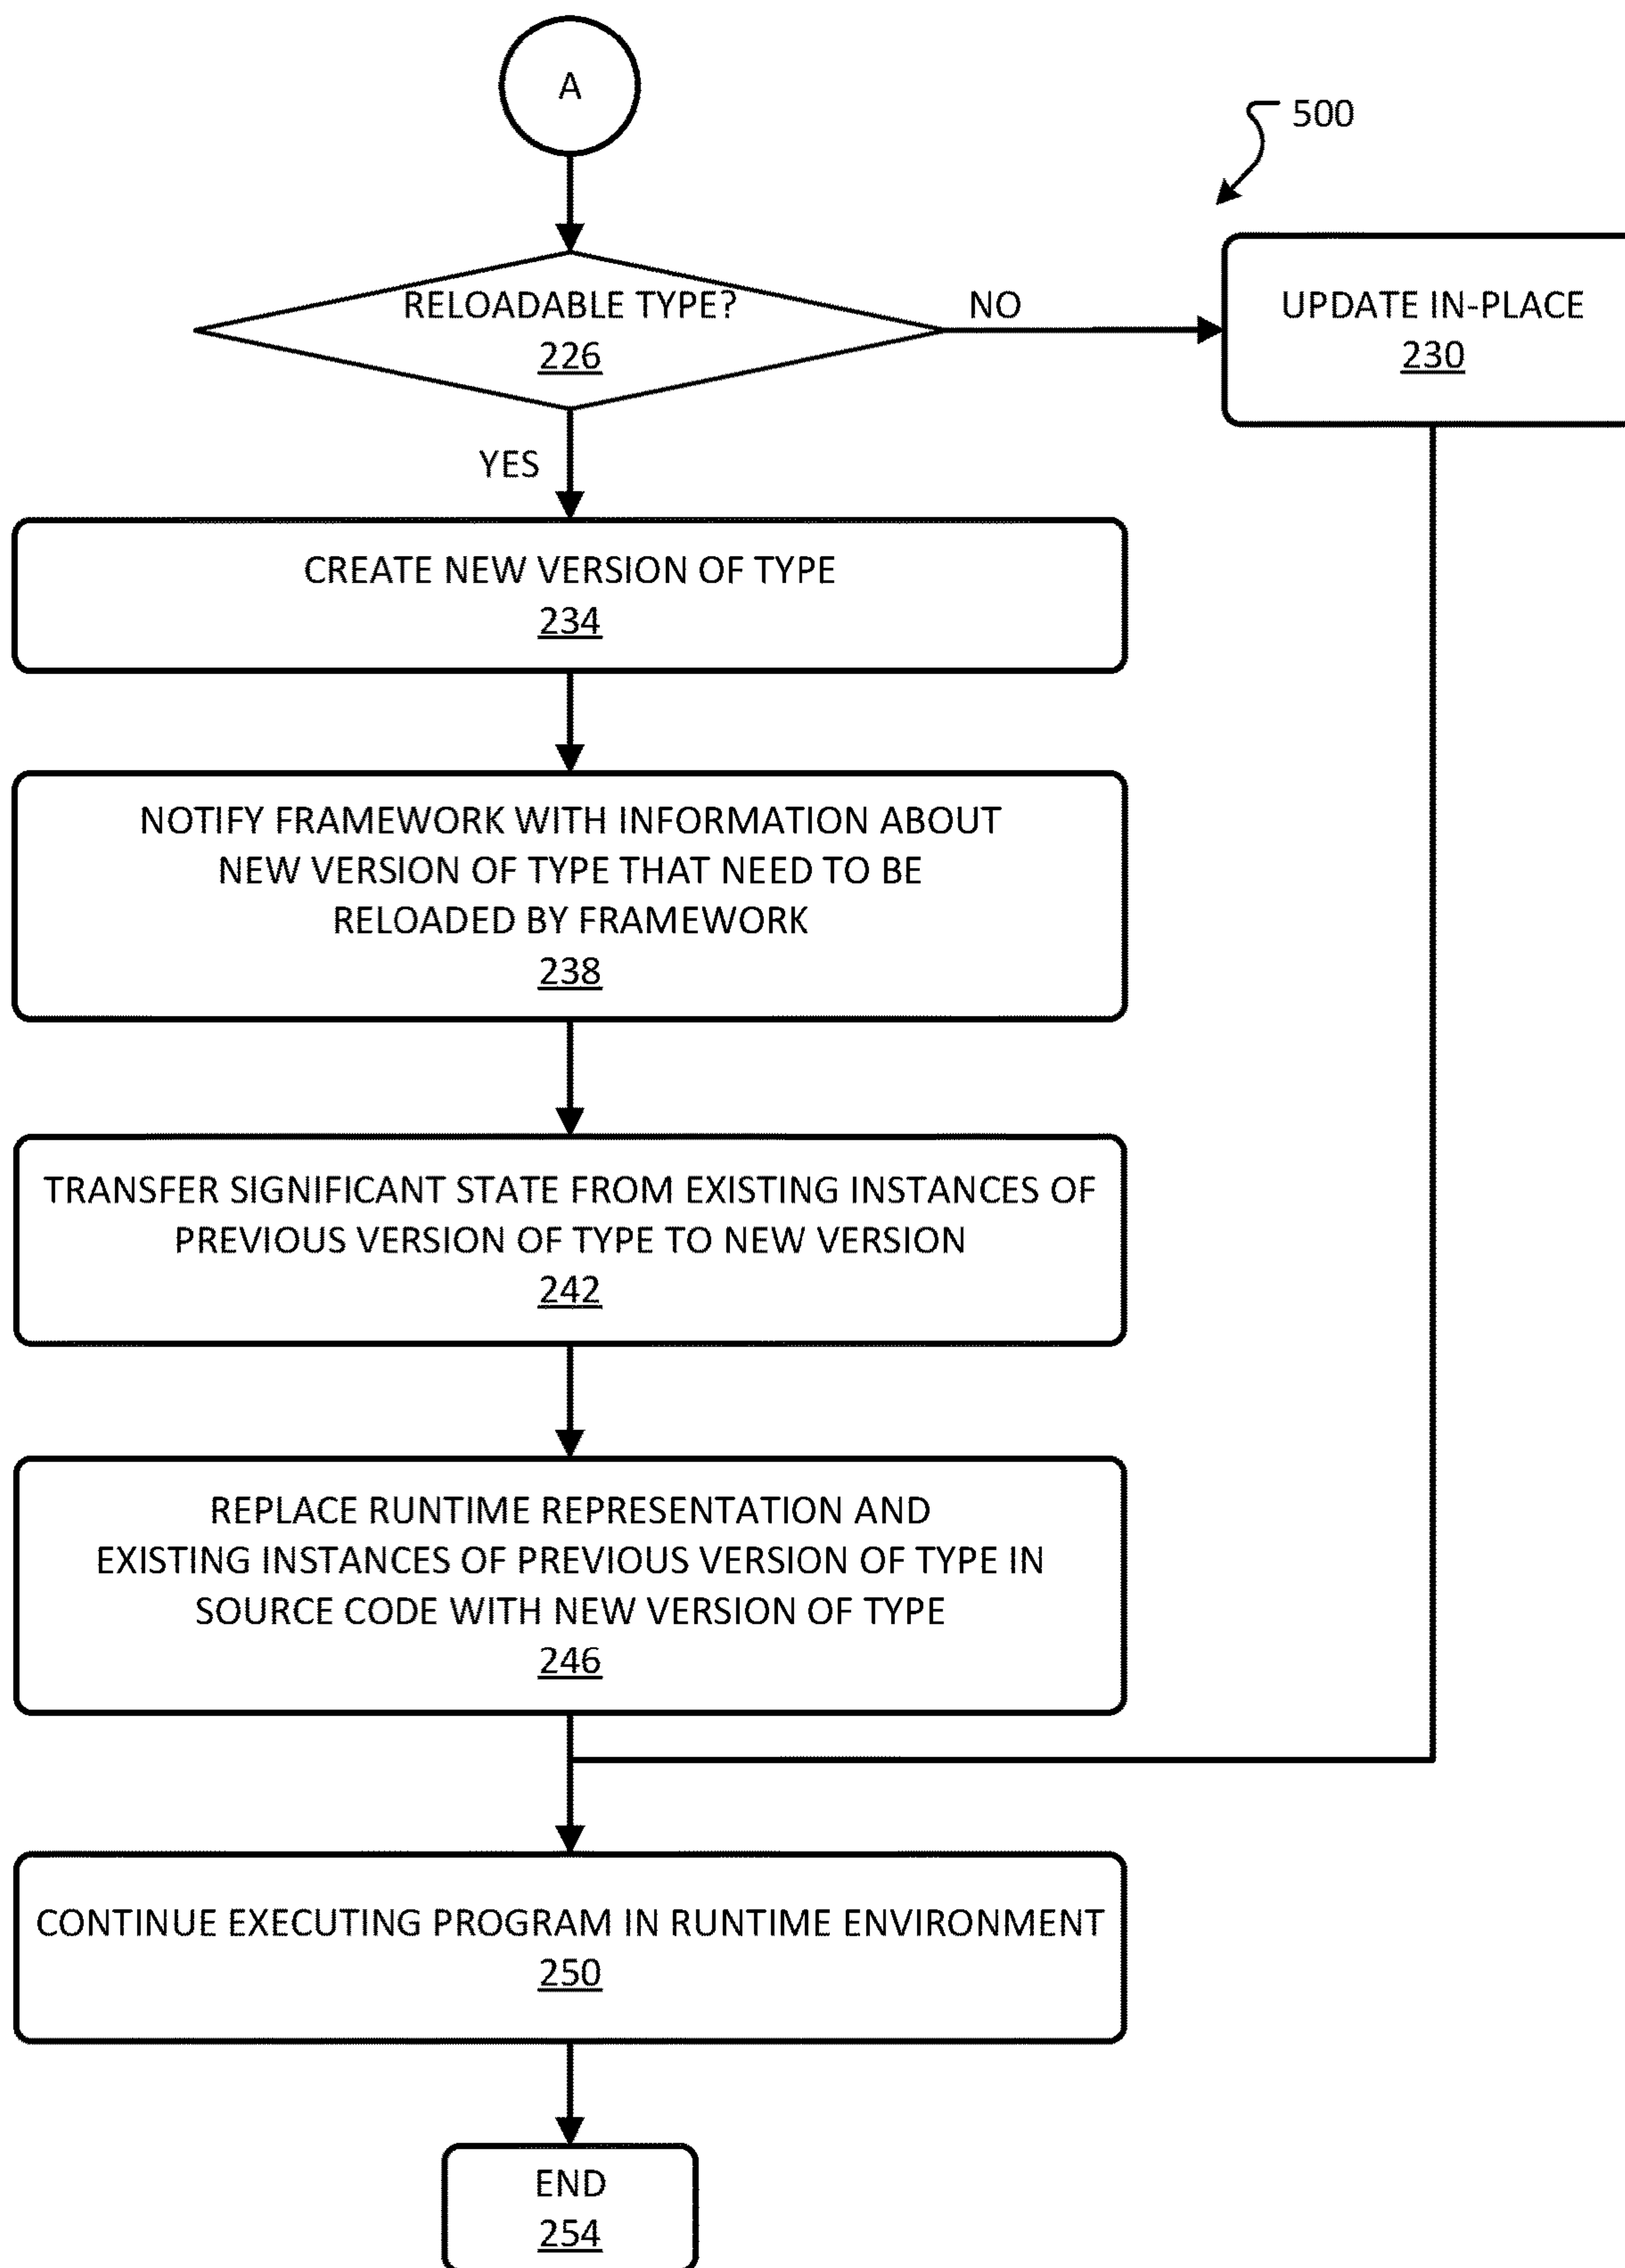 A
500
RELOADABLE TYPE?
226
NO
UPDATE IN-PLACE
230
YES
CREATE NEW VERSION OF TYPE
234
NOTIFY FRAMEWORK WITH INFORMATION ABOUT
NEW VERSION OF TYPE THAT NEED TO BE
RELOADED BY FRAMEWORK
238
TRANSFER SIGNIFICANT STATE FROM EXISTING INSTANCES OF
PREVIOUS VERSION OF TYPE TO NEW VERSION
242
REPLACE RUNTIME REPRESENTATION AND
EXISTING INSTANCES OF PREVIOUS VERSION OF TYPE IN
SOURCE CODE WITH NEW VERSION OF TYPE
246
CONTINUE EXECUTING PROGRAM IN RUNTIME ENVIRONMENT
250
END
254